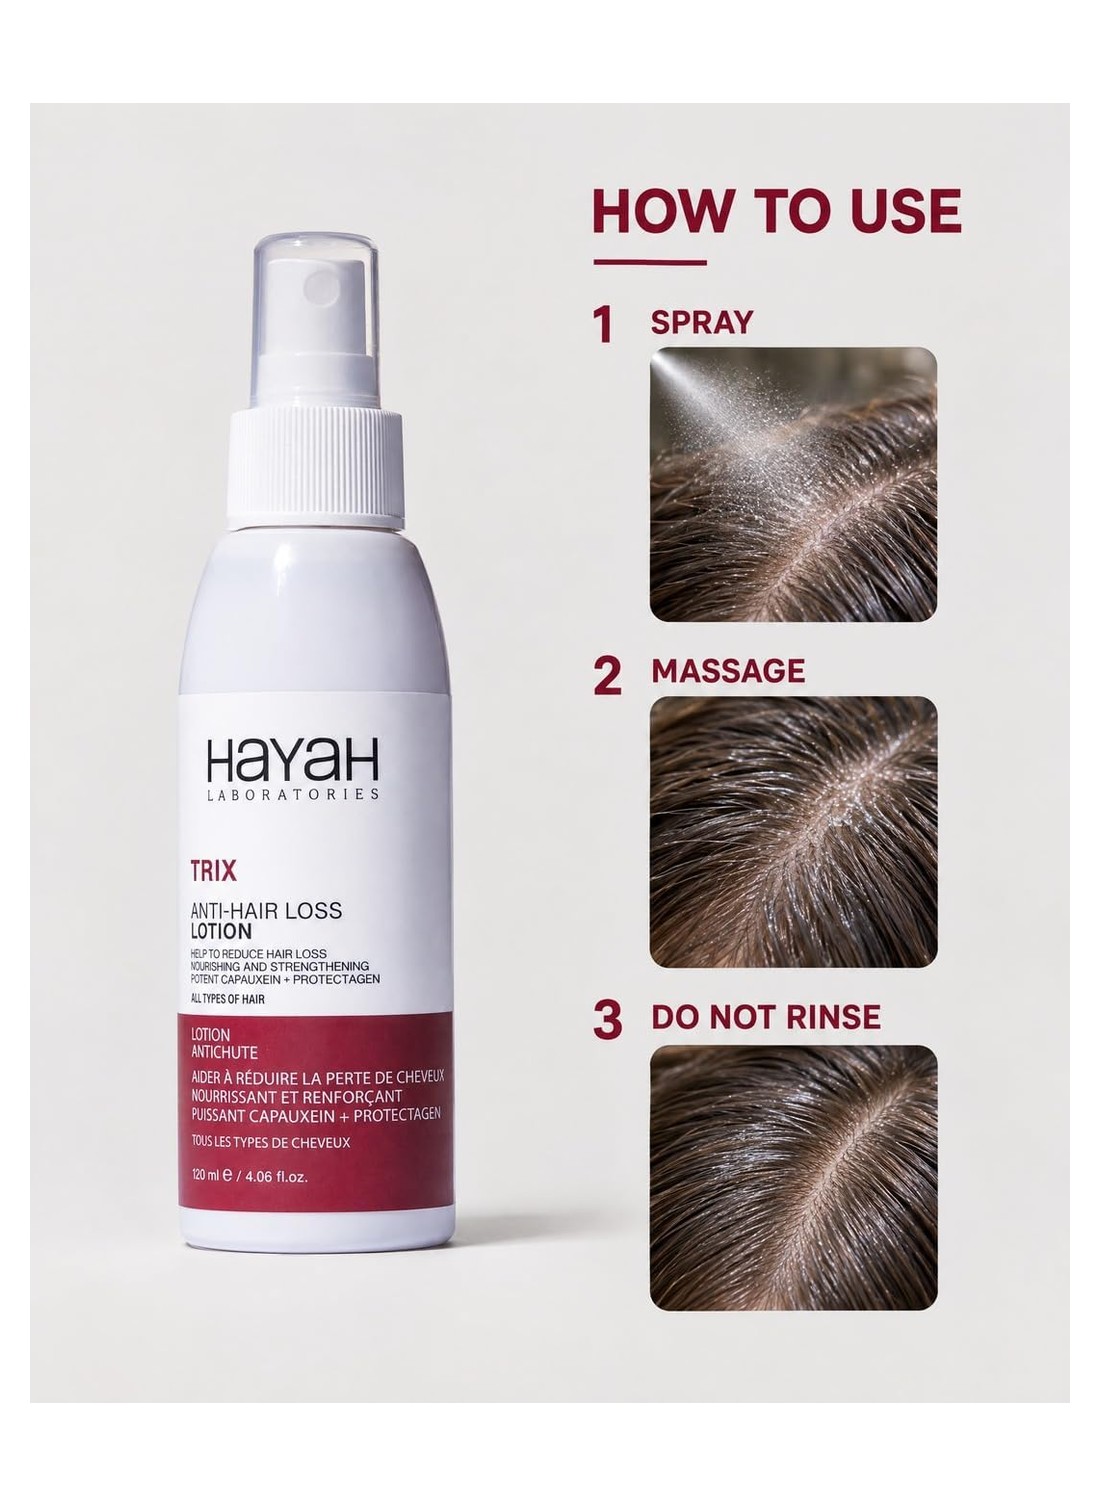 HAYAH
LABORATORIES
TRIX
ANTI-HAIR LOSS
LOTION
HELP TO REDUCE HAIR LOSS
NOURISHING AND STRENGTHENING
POTENT CAPAUXEIN + PROTECTAGEN
ALL TYPES OF HAIR
LOTION
ANTICHUTE
AIDER À RÉDUIRE LA PERTE DE CHEVEUX
NOURRISSANT ET RENFORÇANT
PUISSANT CAPAUXEIN + PROTECTAGEN
TOUS LES TYPES DE CHEVEUX
120 ml ℮ / 4.06 fl.oz.
HOW TO USE
1 SPRAY
2 MASSAGE
3 DO NOT RINSE